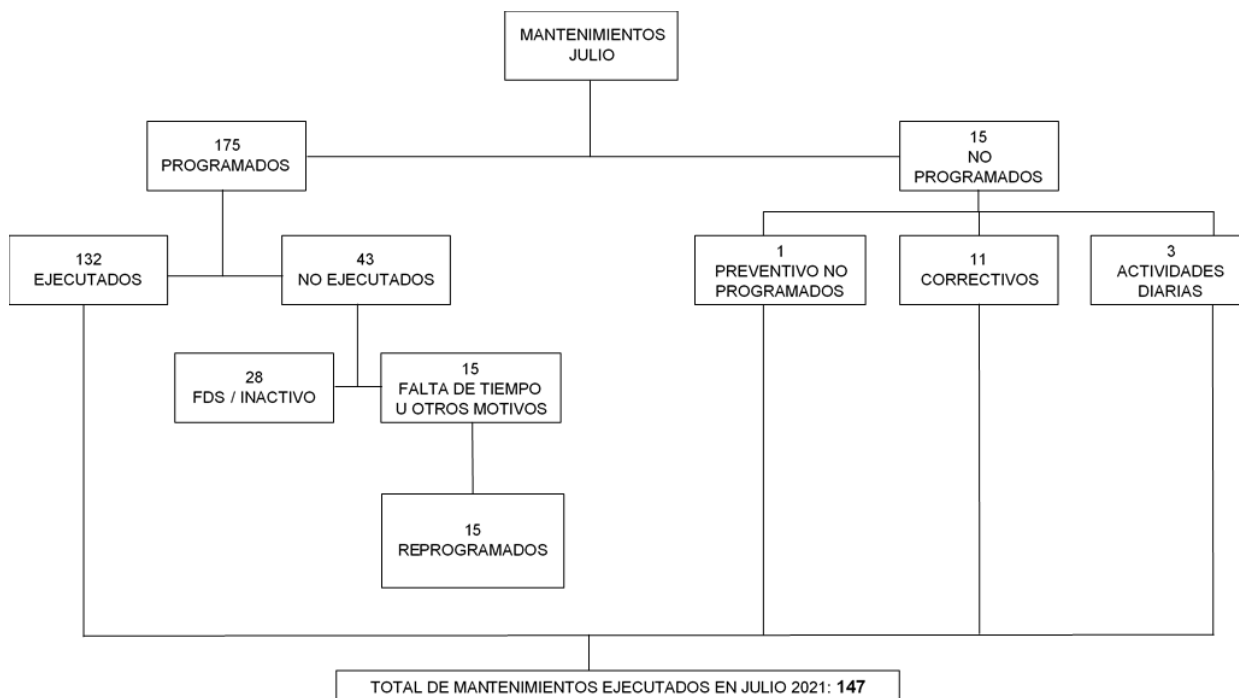 MANTENIMIENTOS
JULIO
175
PROGRAMADOS
15
NO
PROGRAMADOS
132
EJECUTADOS
43
NO EJECUTADOS
1
PREVENTIVO NO
PROGRAMADOS
11
CORRECTIVOS
3
ACTIVIDADES
DIARIAS
28
FDS / INACTIVO
15
FALTA DE TIEMPO
U OTROS MOTIVOS
15
REPROGRAMADOS
TOTAL DE MANTENIMIENTOS EJECUTADOS EN JULIO 2021: 147